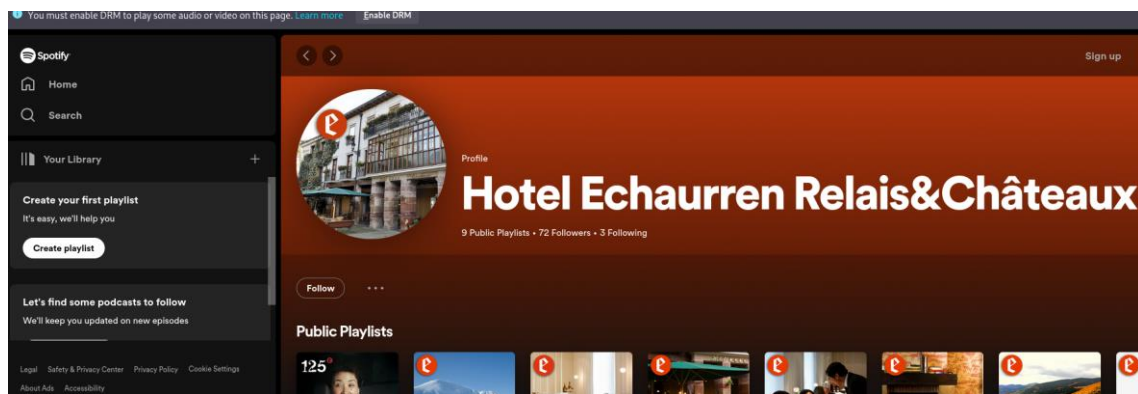 You must enable DRM to play some audio or video on this page. Learn more Enable DRM
Spotify
Home
Search
Your Library
Create your first playlist
It's easy, we'll help you
Create playlist
Let's find some podcasts to follow
We'll keep you updated on new episodes
Legal Safety & Privacy Center Privacy Policy Cookie Settings
About Ads Accessibility
Sign up
Profile
Hotel Echaurren Relais&Châteaux
9 Public Playlists • 72 Followers • 3 Following
Follow
Public Playlists
125